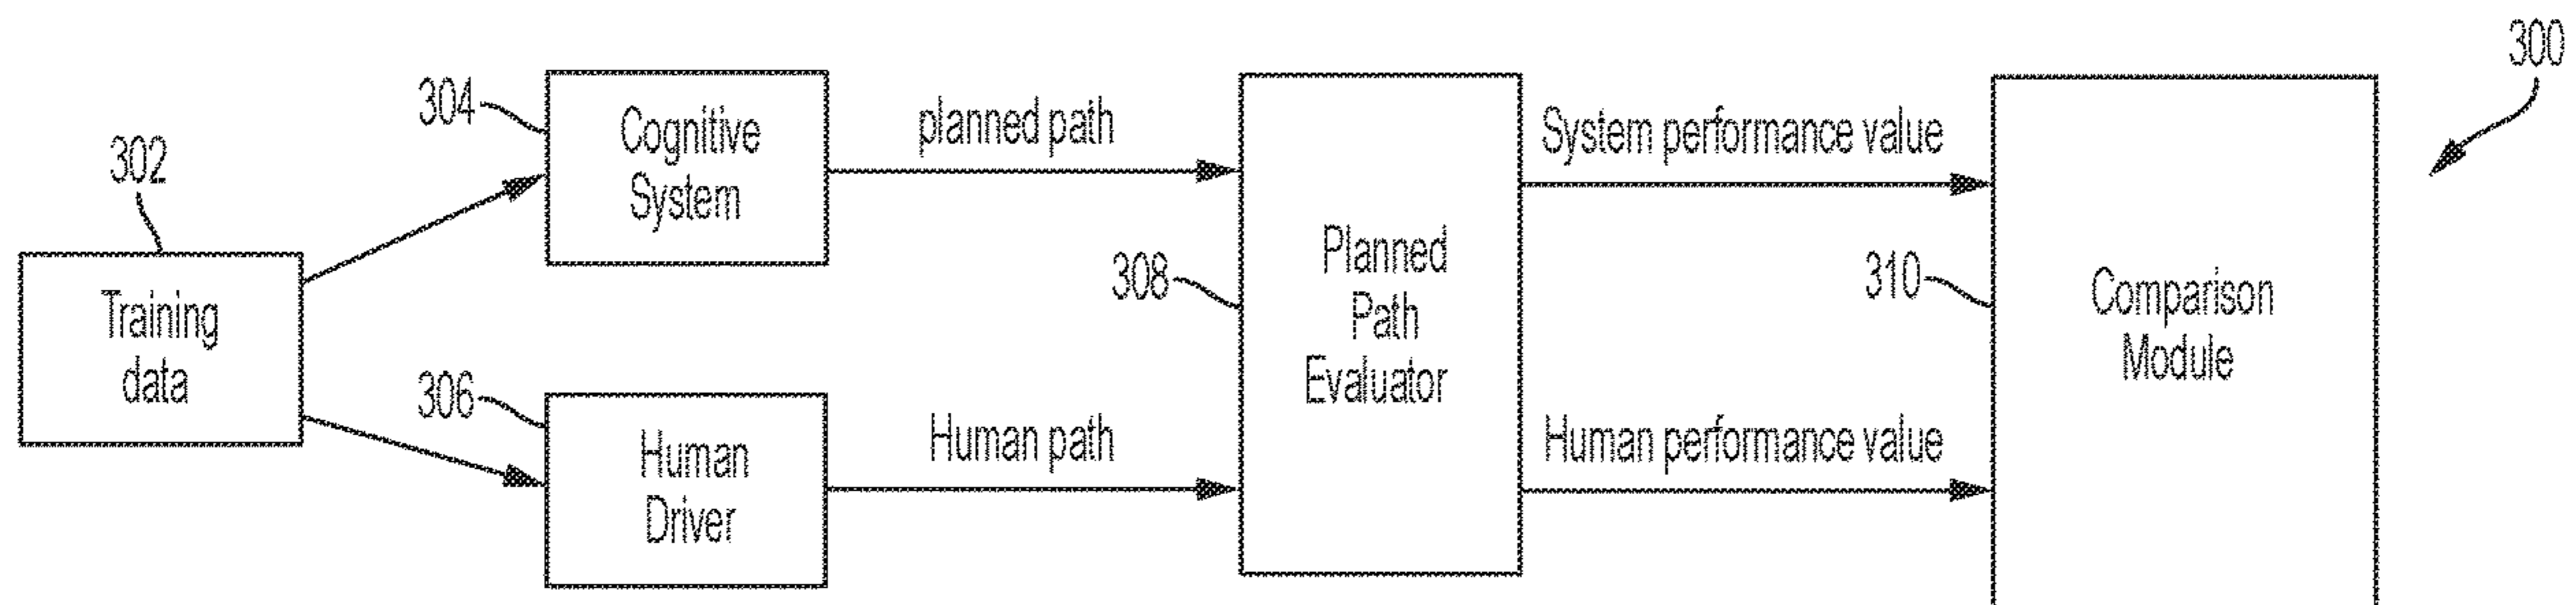 300
302
Training
data
304
Cognitive
System
306
Human
Driver
planned path
Human path
308
Planned
Path
Evaluator
System performance value
Human performance value
310
Comparison
Module